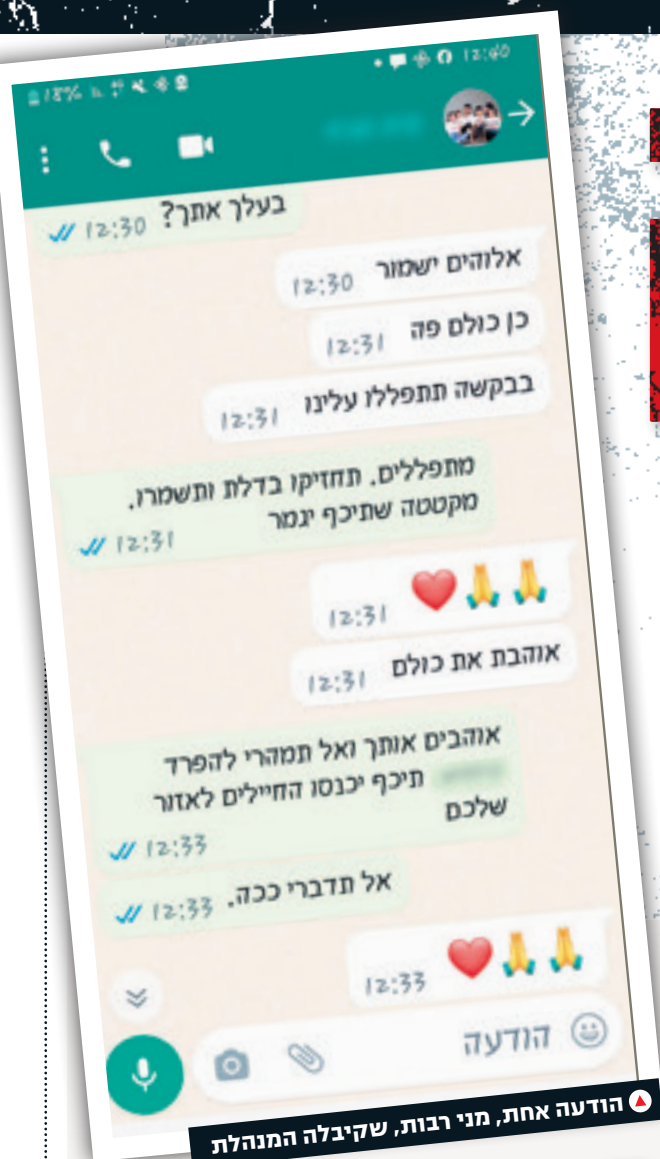 18% 12:40
בעלך אתך? 12:30
אלוהים ישמור 12:30
כן כולם פה 12:31
בבקשה תתפללו עלינו 12:31
מתפללים. תחזיקו בדלת ותשמרו.
מקטטה שתיכף יגמר 12:31
🙏🙏❤️ 12:31
אוהבת את כולם 12:31
אוהבים אותך ואל תמהרי להפרד
תיכף יכנסו החיילים לאזור
שלכם 12:33
אל תדברי ככה. 12:33
🙏🙏❤️ 12:33
הודעה
הודעה אחת, מני רבות, שקיבלה המנהלת